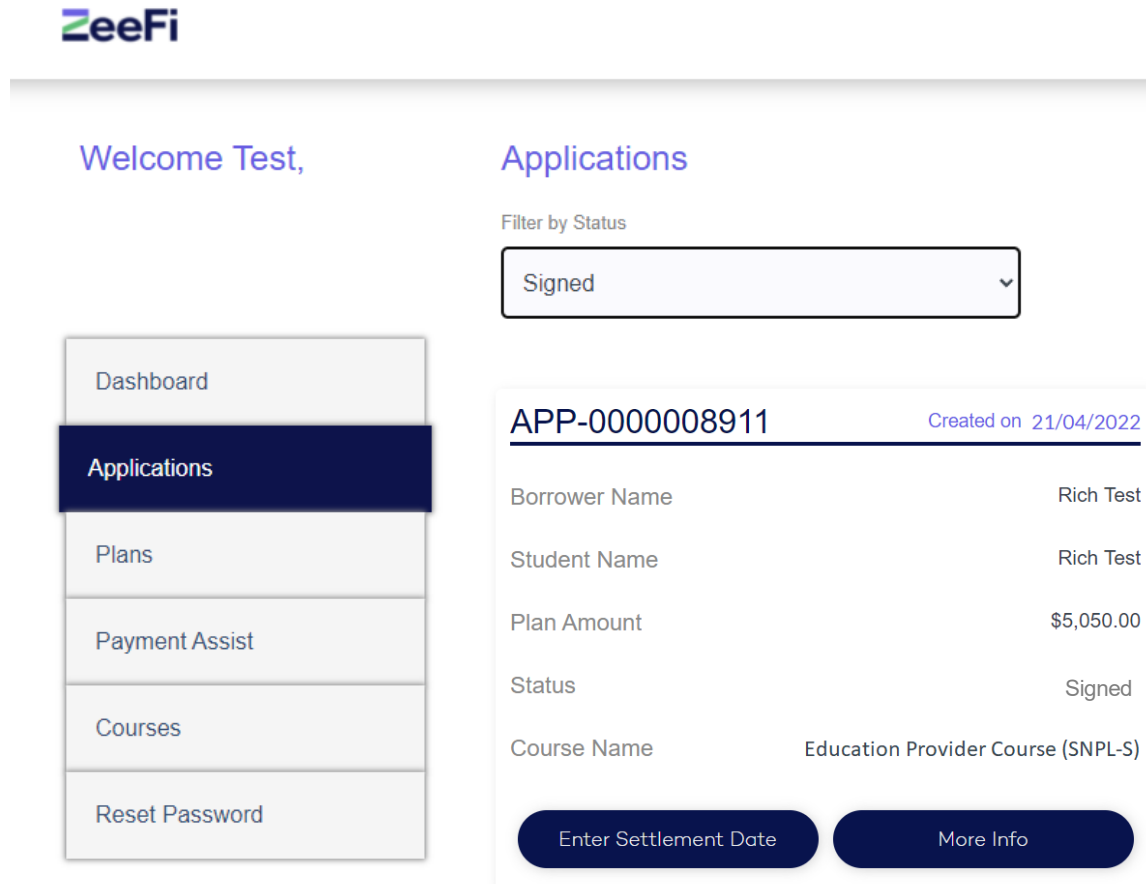 ZeeFi
Welcome Test,
Applications
Filter by Status
Signed
Dashboard
Applications
Plans
Payment Assist
Courses
Reset Password
APP-0000008911 Created on 21/04/2022
Borrower Name Rich Test
Student Name Rich Test
Plan Amount $5,050.00
Status Signed
Course Name Education Provider Course (SNPL-S)
Enter Settlement Date More Info